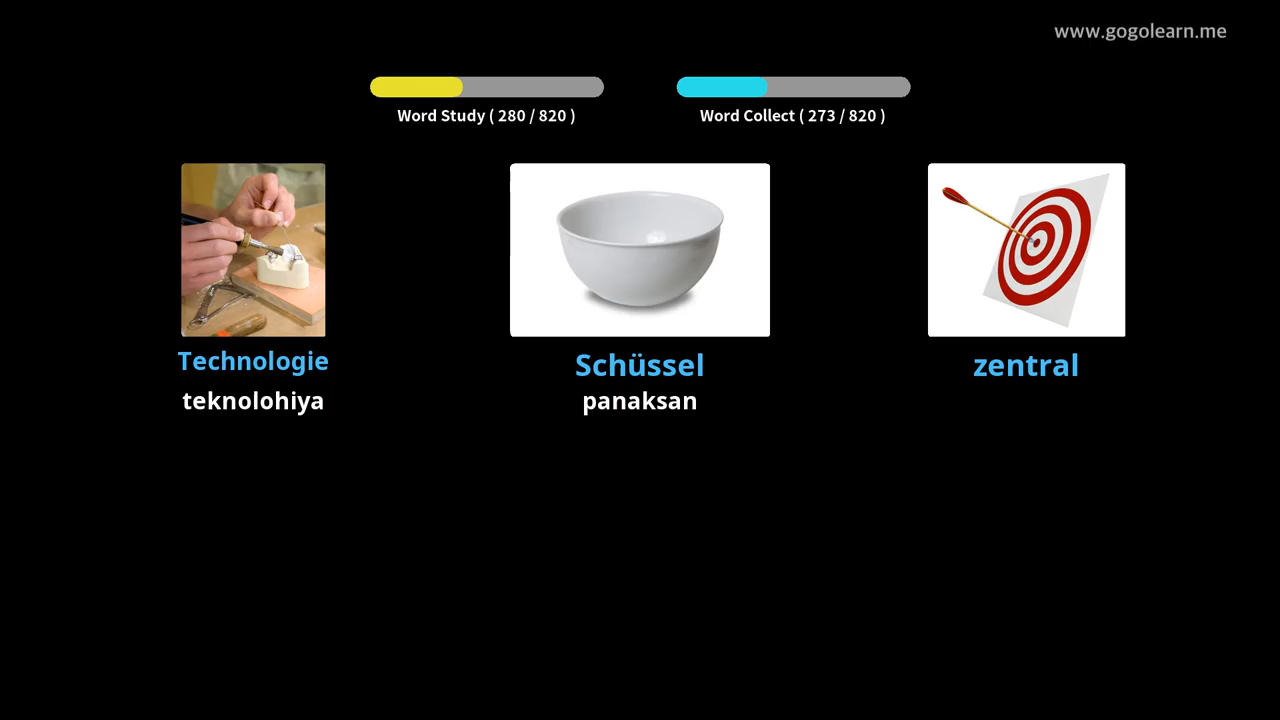 www.gogolearn.me
Word Study ( 280 / 820 )
Word Collect ( 273 / 820 )
Technologie
teknolohiya
Schüssel
panaksan
zentral